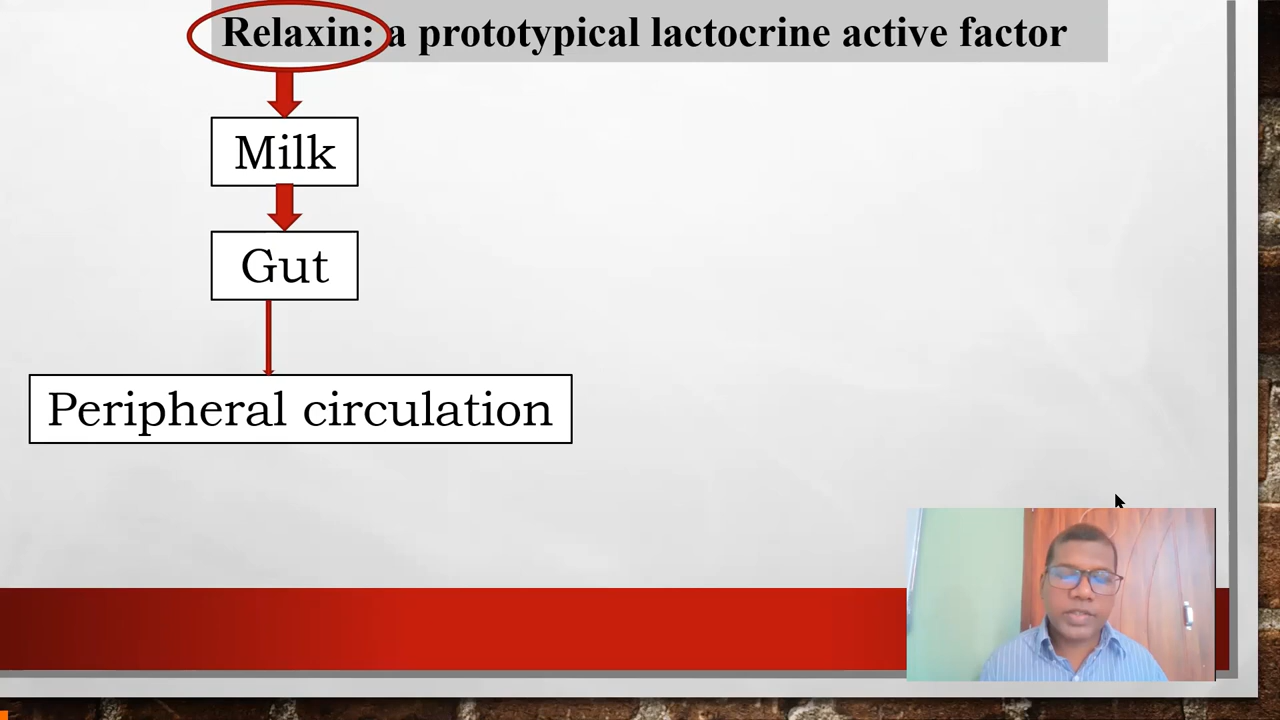 Relaxin: a prototypical lactocrine active factor
Milk
Gut
Peripheral circulation